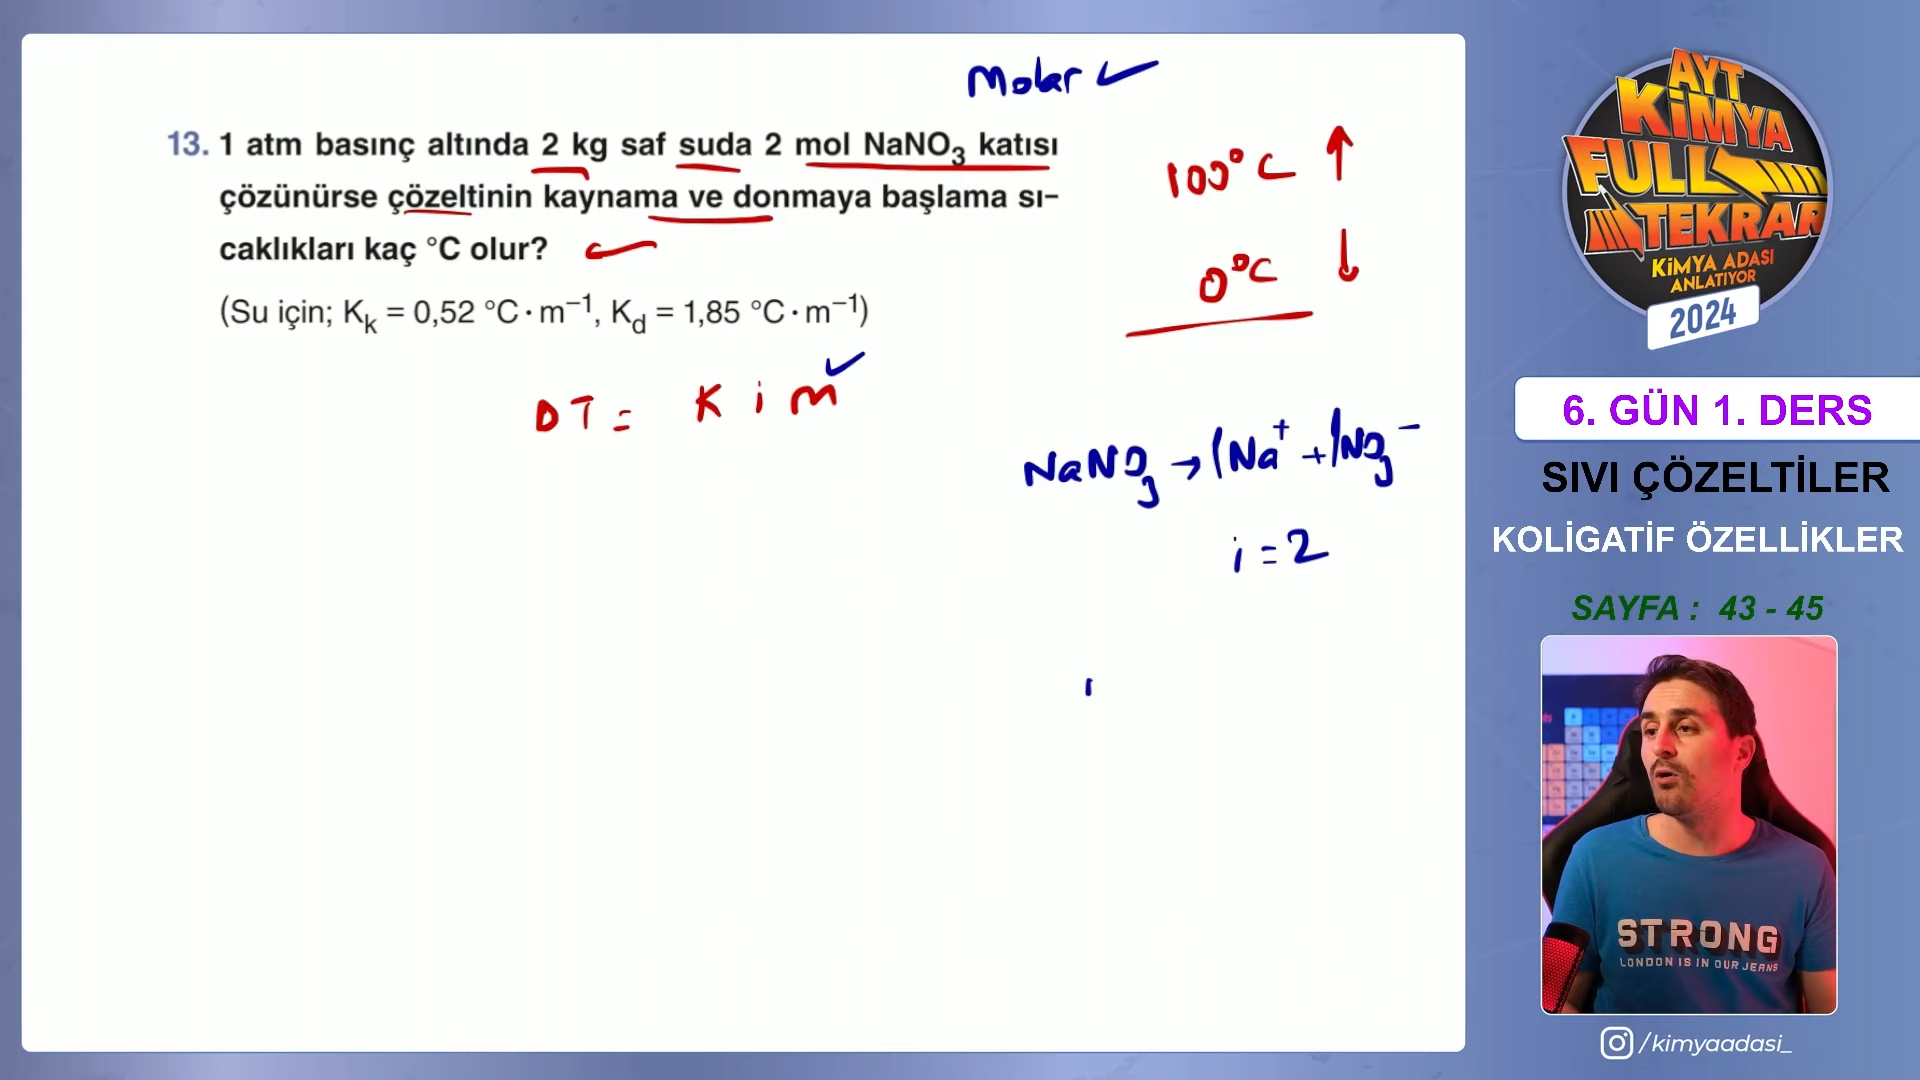 Molar ✓
13. 1 atm basınç altında 2 kg saf suda 2 mol NaNO₃ katısı
çözünürse çözeltinin kaynama ve donmaya başlama sı-
caklıkları kaç °C olur?
(Su için; Kₖ = 0,52 °C · m⁻¹, K_d = 1,85 °C · m⁻¹)
100°C ↑
0°C ↓
DT = K i m ✓
NaNO₃ → 1Na⁺ + 1NO₃⁻
i = 2
AYT
KİMYA
FULL
TEKRAR
KİMYA ADASI
ANLATIYOR
2024
6. GÜN 1. DERS
SIVI ÇÖZELTİLER
KOLİGATİF ÖZELLİKLER
SAYFA : 43 - 45
STRONG
LONDON IS IN OUR JEANS
/kimyaadasi_